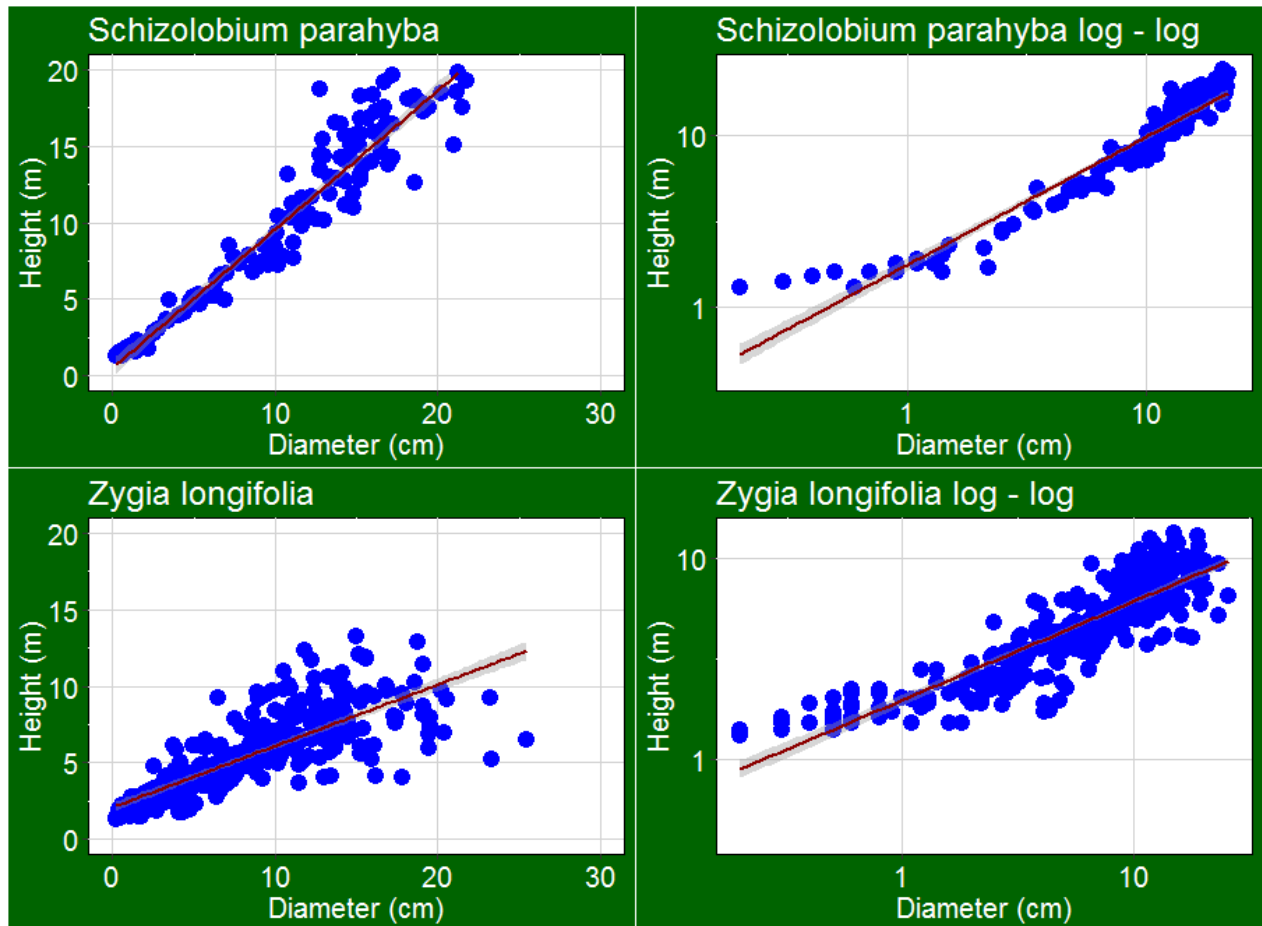 Schizolobium parahyba
20
15
10
5
0
Height (m)
0 10 20 30
Diameter (cm)
Schizolobium parahyba log - log
10
1
Height (m)
1 10
Diameter (cm)
Zygia longifolia
20
15
10
5
0
Height (m)
0 10 20 30
Diameter (cm)
Zygia longifolia log - log
10
1
Height (m)
1 10
Diameter (cm)